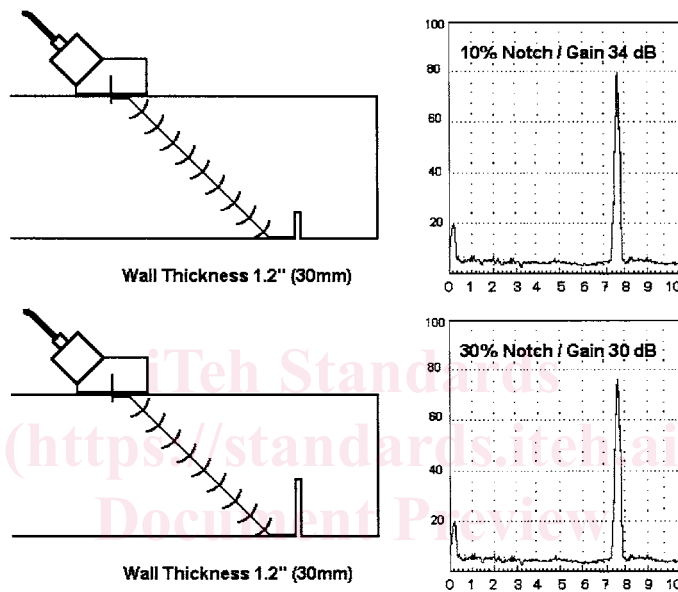 10% Notch / Gain 34 dB
100
80
60
40
20
0 1 2 3 4 5 6 7 8 9 10
Wall Thickness 1.2" (30mm)
30% Notch / Gain 30 dB
100
80
60
40
20
0 1 2 3 4 5 6 7 8 9 10
Wall Thickness 1.2" (30mm)
iTeh Standards
(https://standards.iteh.ai
Document Preview